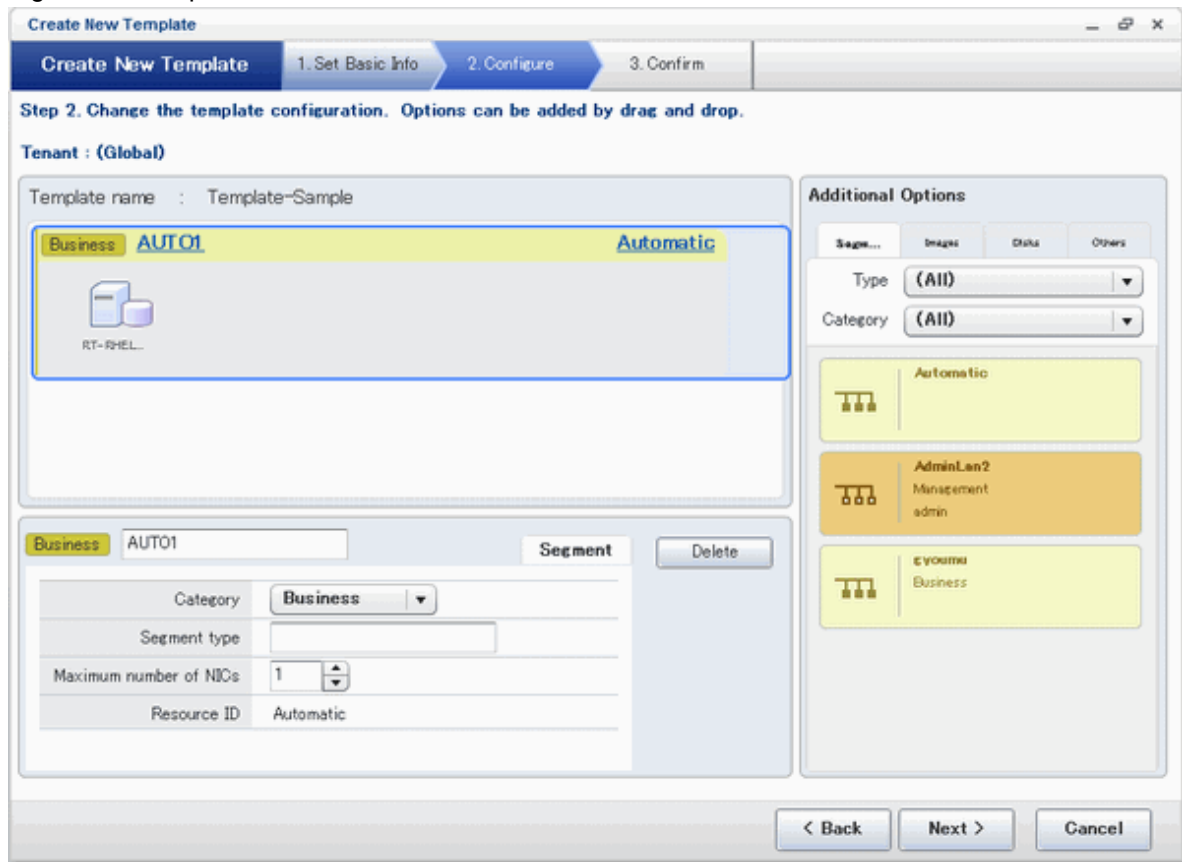 Create New Template
Create New Template 1. Set Basic Info 2. Configure 3. Confirm
Step 2. Change the template configuration. Options can be added by drag and drop.
Tenant : (Global)
Template name : Template-Sample
Business AUTO1 Automatic
RT-RHEL...
Business AUTO1 Segment Delete
Category Business
Segment type
Maximum number of NICs 1
Resource ID Automatic
Additional Options
Segm... Images Disks Others
Type (All)
Category (All)
Automatic
AdminLan2
Management
admin
gyoumu
Business
< Back Next > Cancel